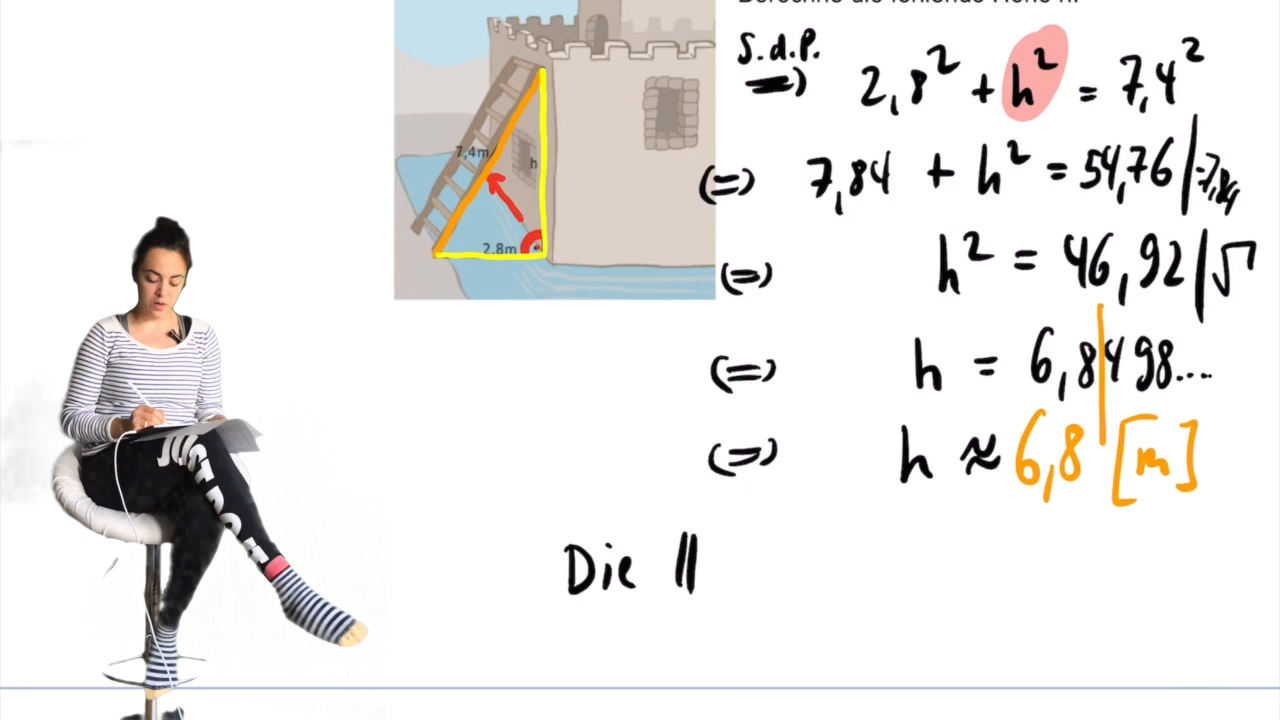 Berechne die fehlende Höhe h.
S.d.P.
=> 2,8² + h² = 7,4²
(=) 7,84 + h² = 54,76 |-7,84
(=) h² = 46,92 |√
(=) h = 6,8498...
(=) h ≈ 6,8 [m]
7,4m
h
2,8m
Die